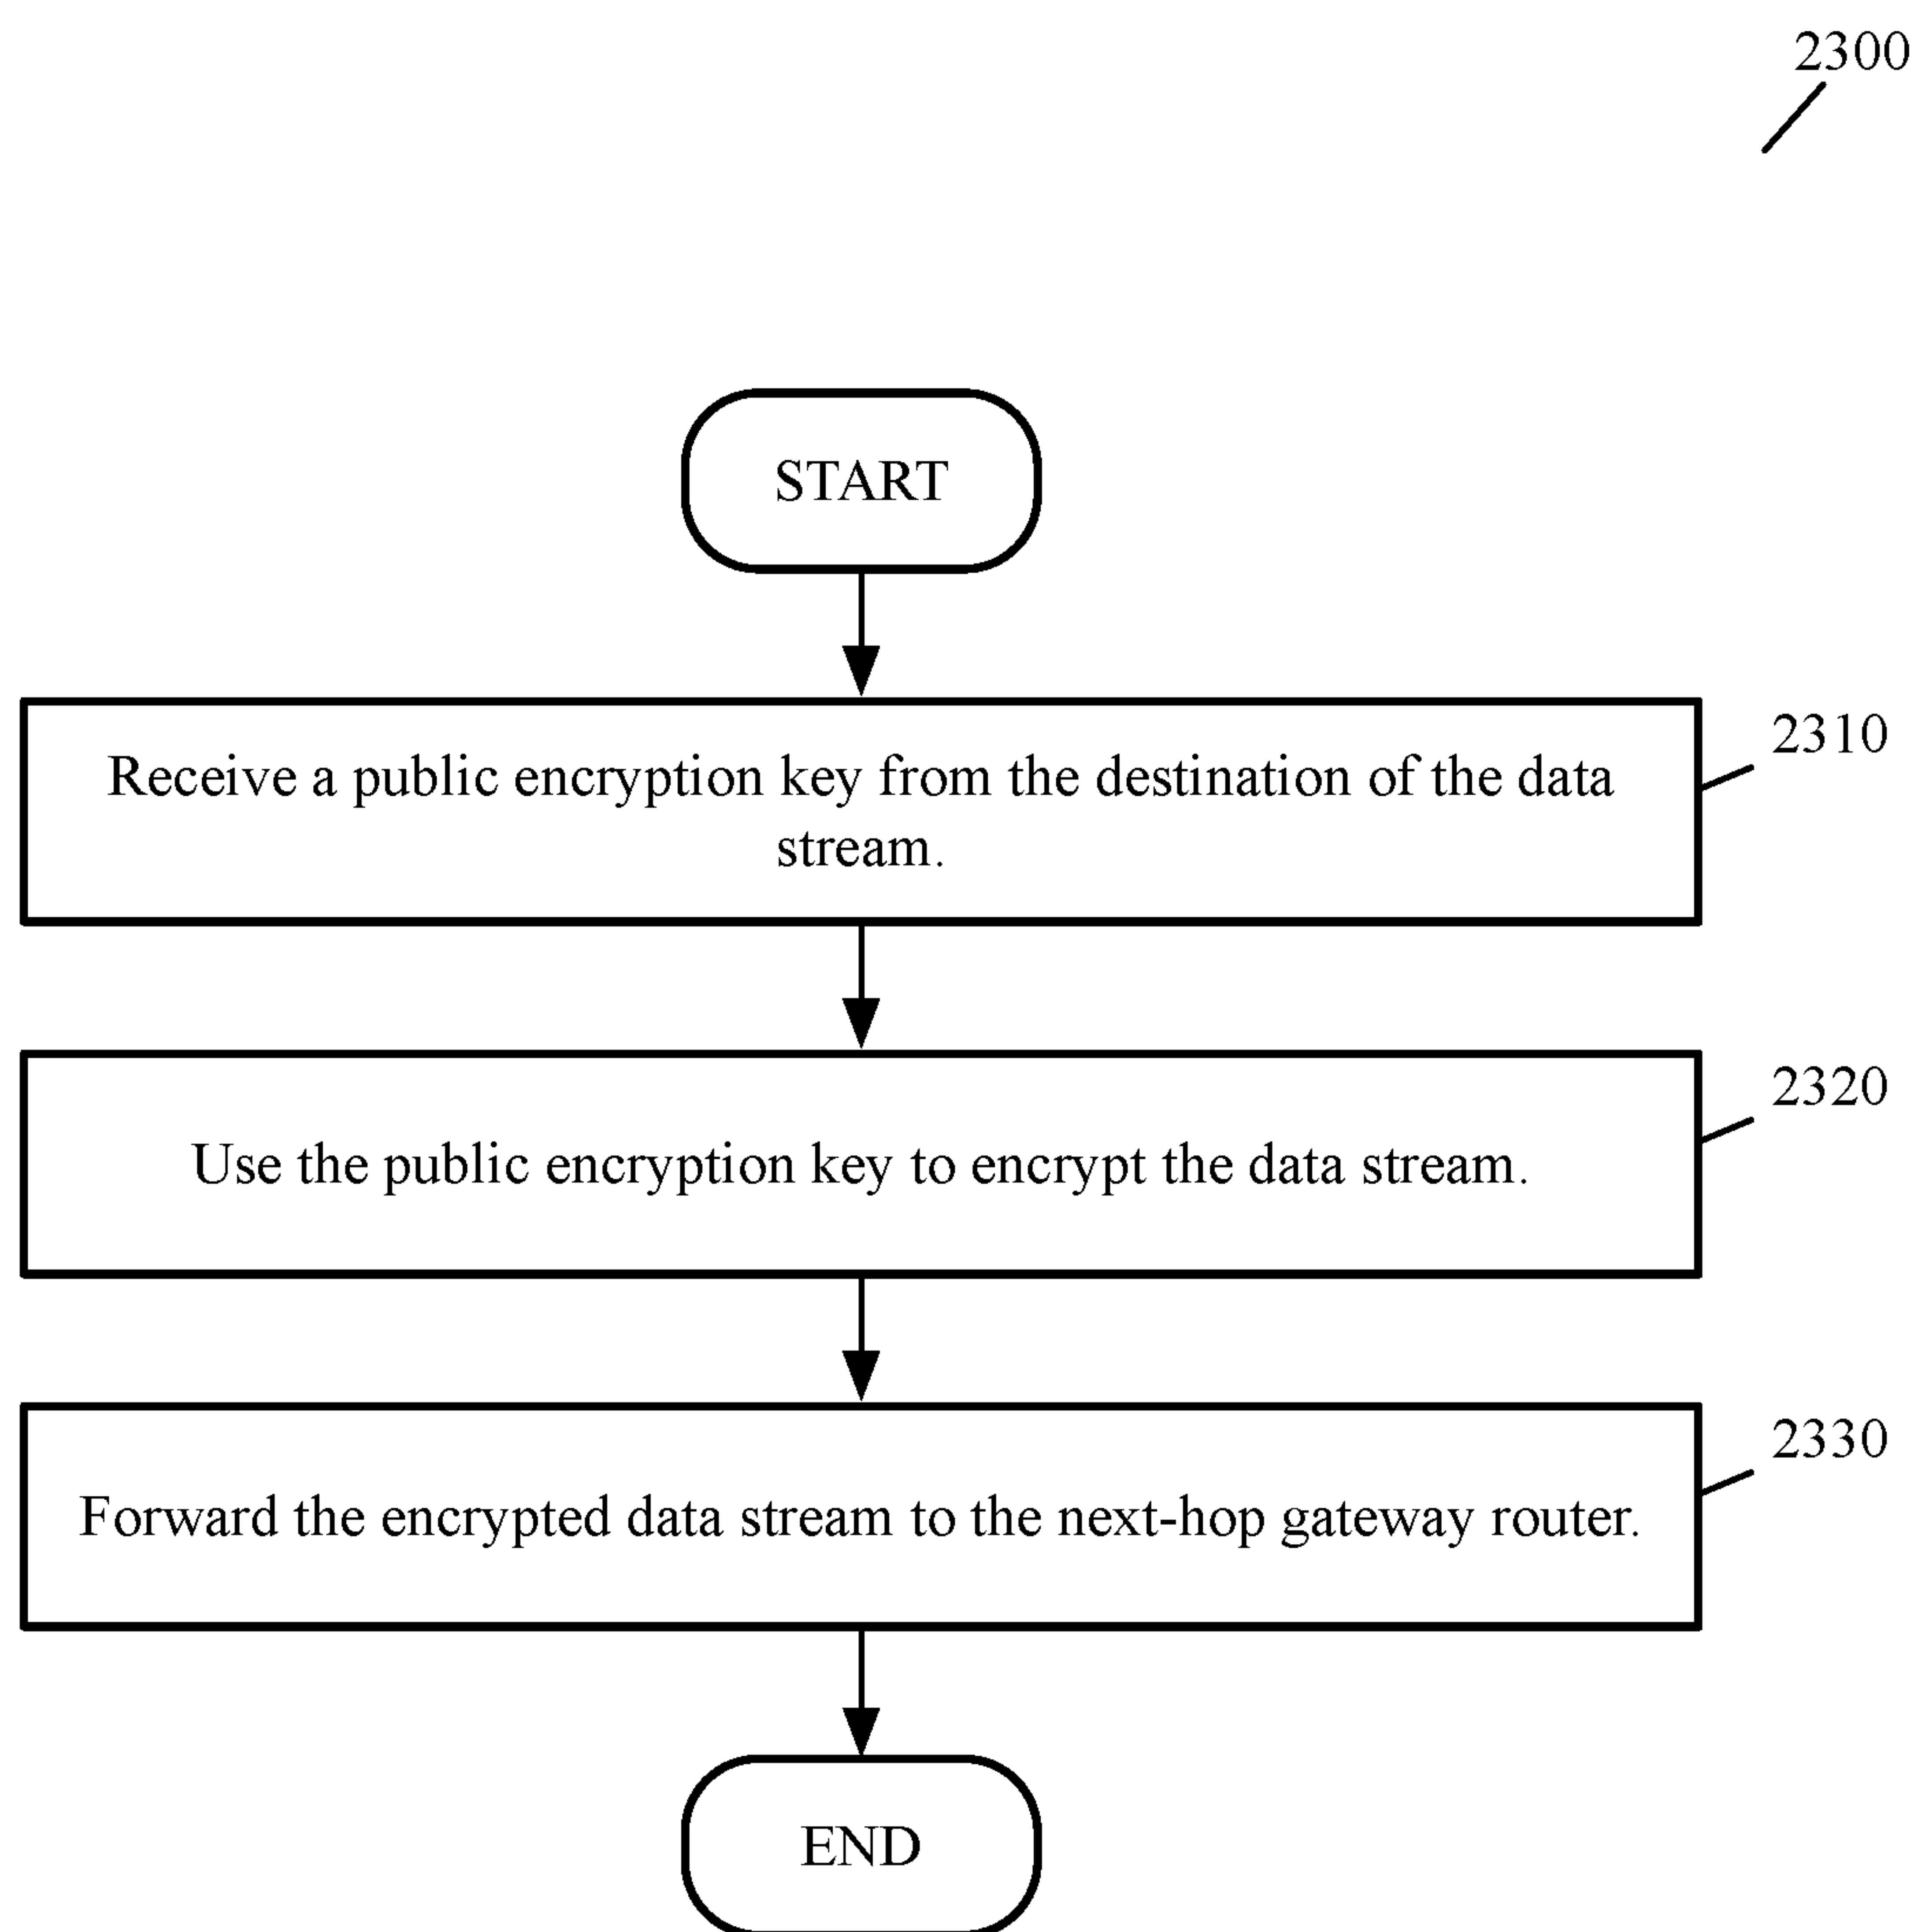 2300
START
Receive a public encryption key from the destination of the data
stream.
2310
Use the public encryption key to encrypt the data stream.
2320
Forward the encrypted data stream to the next-hop gateway router.
2330
END